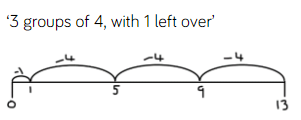 ‘3 groups of 4, with 1 left over’
-1 -4 -4 -4
0 1 5 9 13